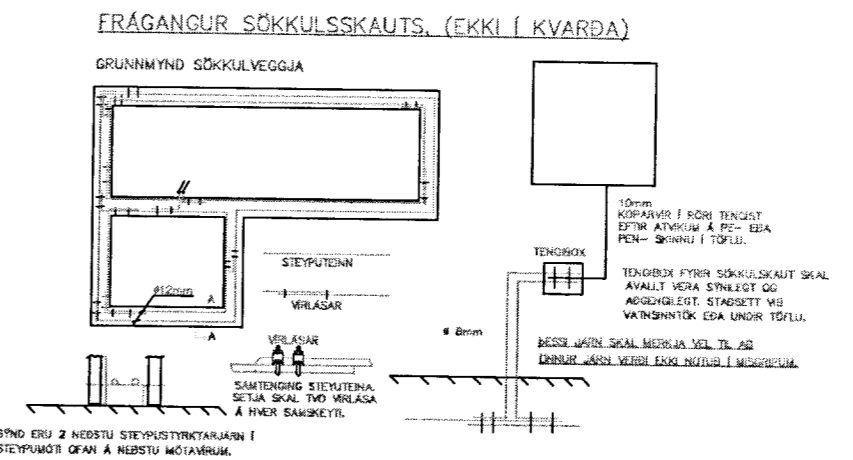 FRÁGANGUR SÖKKULSSKAUTS, (EKKI Í KVARÐA)
GRUNNMYND SÖKKULVEGGJA
10mm
KOPARVÍR Í RÖRI TENGIST
EFTIR ATVIKUM Á PE- EÐA
PEN- SKINNU Í TÖFLU.
TENGIBOX
STEYPUTEINN
TENGIBOX FYRIR SÖKKULSKAUT SKAL
ÁVALLT VERA SÝNLEGT OG
AÐGENGILEGT. STAÐSETT VIÐ
VATNSINNTÖK EÐA UNDIR TÖFLU.
ø12mm
A
VÍRLÁSAR
A
ø 8mm
VÍRLÁSAR
ÞESSI JÁRN SKAL MERKJA VEL TIL AÐ
ÖNNUR JÁRN VERÐI EKKI NOTUÐ Í MISGRIPUM.
SAMTENGING STEYUTEINA.
SETJA SKAL TVO VÍRLÁSA
Á HVER SAMSKEYTI.
SÝND ERU 2 NEÐSTU STEYPUSTYRKTARJÁRN Í
STEYPUMÓTI OFAN Á NEÐSTU MÓTAVÍRUM.